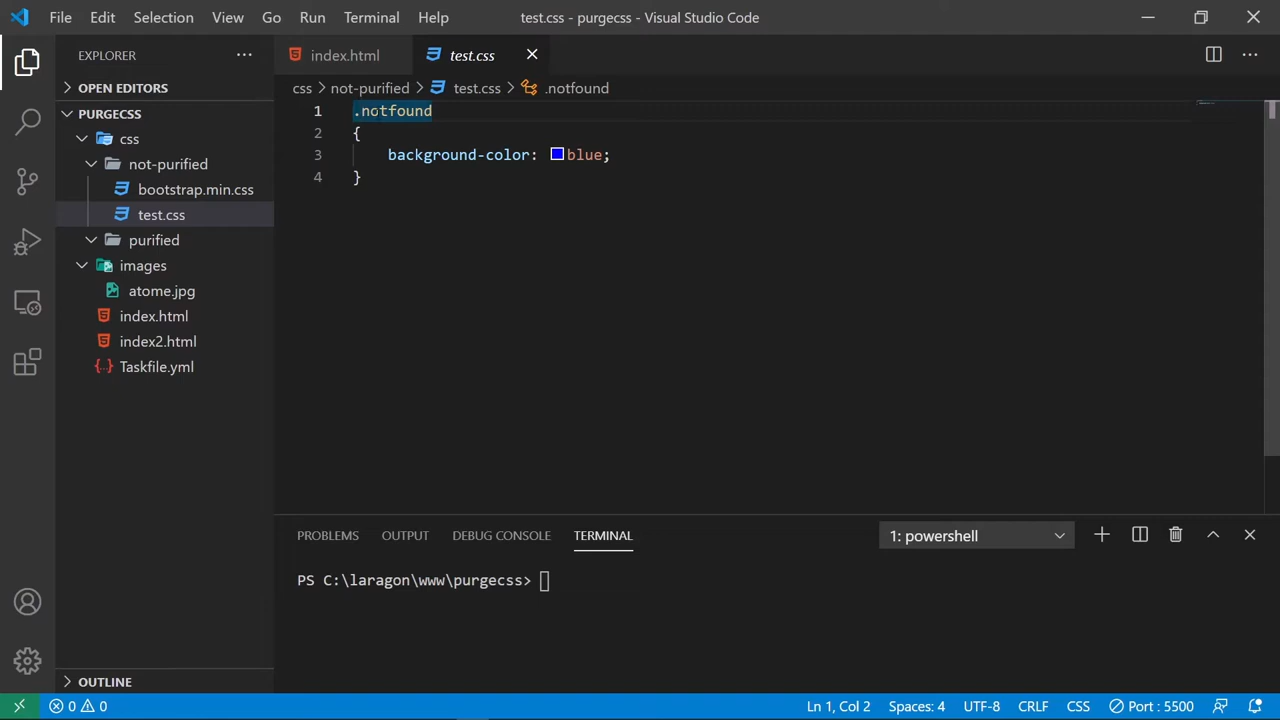 File Edit Selection View Go Run Terminal Help
test.css - purgecss - Visual Studio Code
EXPLORER
OPEN EDITORS
PURGECSS
css
not-purified
bootstrap.min.css
test.css
purified
images
atome.jpg
index.html
index2.html
Taskfile.yml
OUTLINE
index.html
test.css
css > not-purified > test.css > .notfound
1 .notfound
2 {
3 background-color: blue;
4 }
PROBLEMS OUTPUT DEBUG CONSOLE TERMINAL
1: powershell
PS C:\laragon\www\purgecss>
0 0
Ln 1, Col 2 Spaces: 4 UTF-8 CRLF CSS Port : 5500